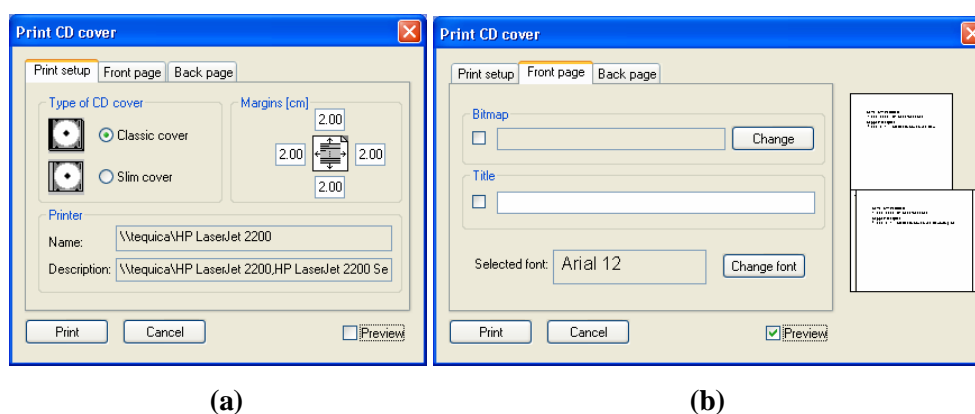 Print CD cover
Print setup Front page Back page
Type of CD cover
Classic cover
Slim cover
Margins [cm]
2.00
2.00 2.00
2.00
Printer
Name: \\tequica\HP LaserJet 2200
Description: \\tequica\HP LaserJet 2200,HP LaserJet 2200 Se
Print Cancel Preview
(a)
Print CD cover
Print setup Front page Back page
Bitmap
Change
Title
Selected font: Arial 12 Change font
Print Cancel Preview
(b)